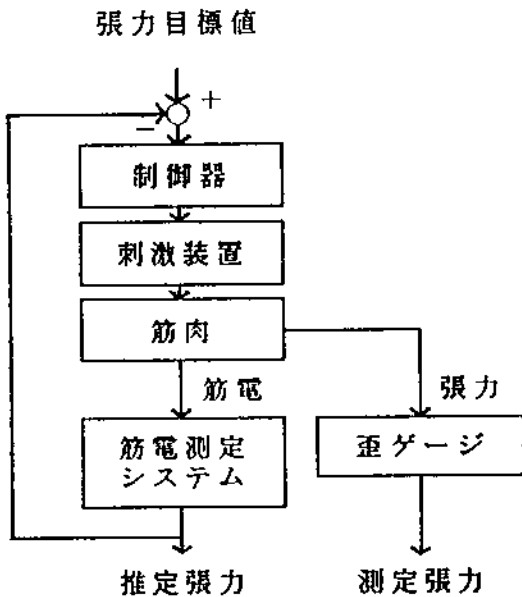 張力目標値
+
−
制御器
刺激装置
筋肉
筋電
張力
筋電測定
システム
歪ゲージ
推定張力
測定張力